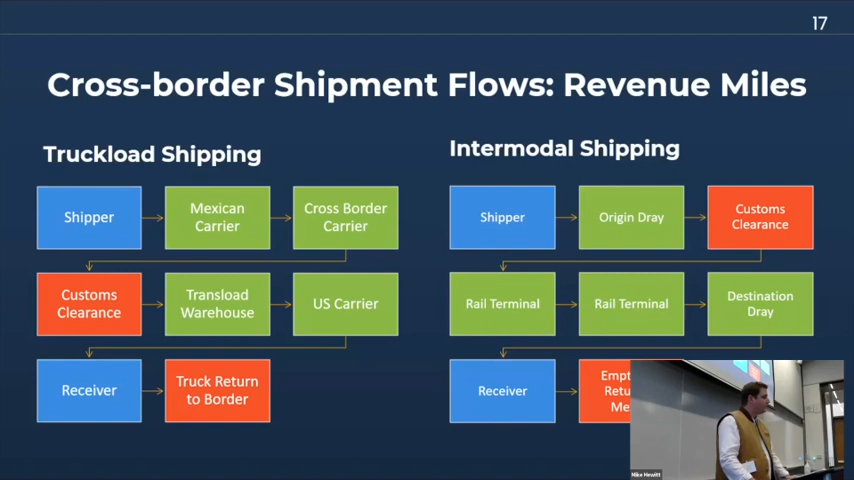 17
Cross-border Shipment Flows: Revenue Miles
Truckload Shipping
Shipper
Mexican
Carrier
Cross Border
Carrier
Customs
Clearance
Transload
Warehouse
US Carrier
Receiver
Truck Return
to Border
Intermodal Shipping
Shipper
Origin Dray
Customs
Clearance
Rail Terminal
Rail Terminal
Destination
Dray
Receiver
Mike Hewitt